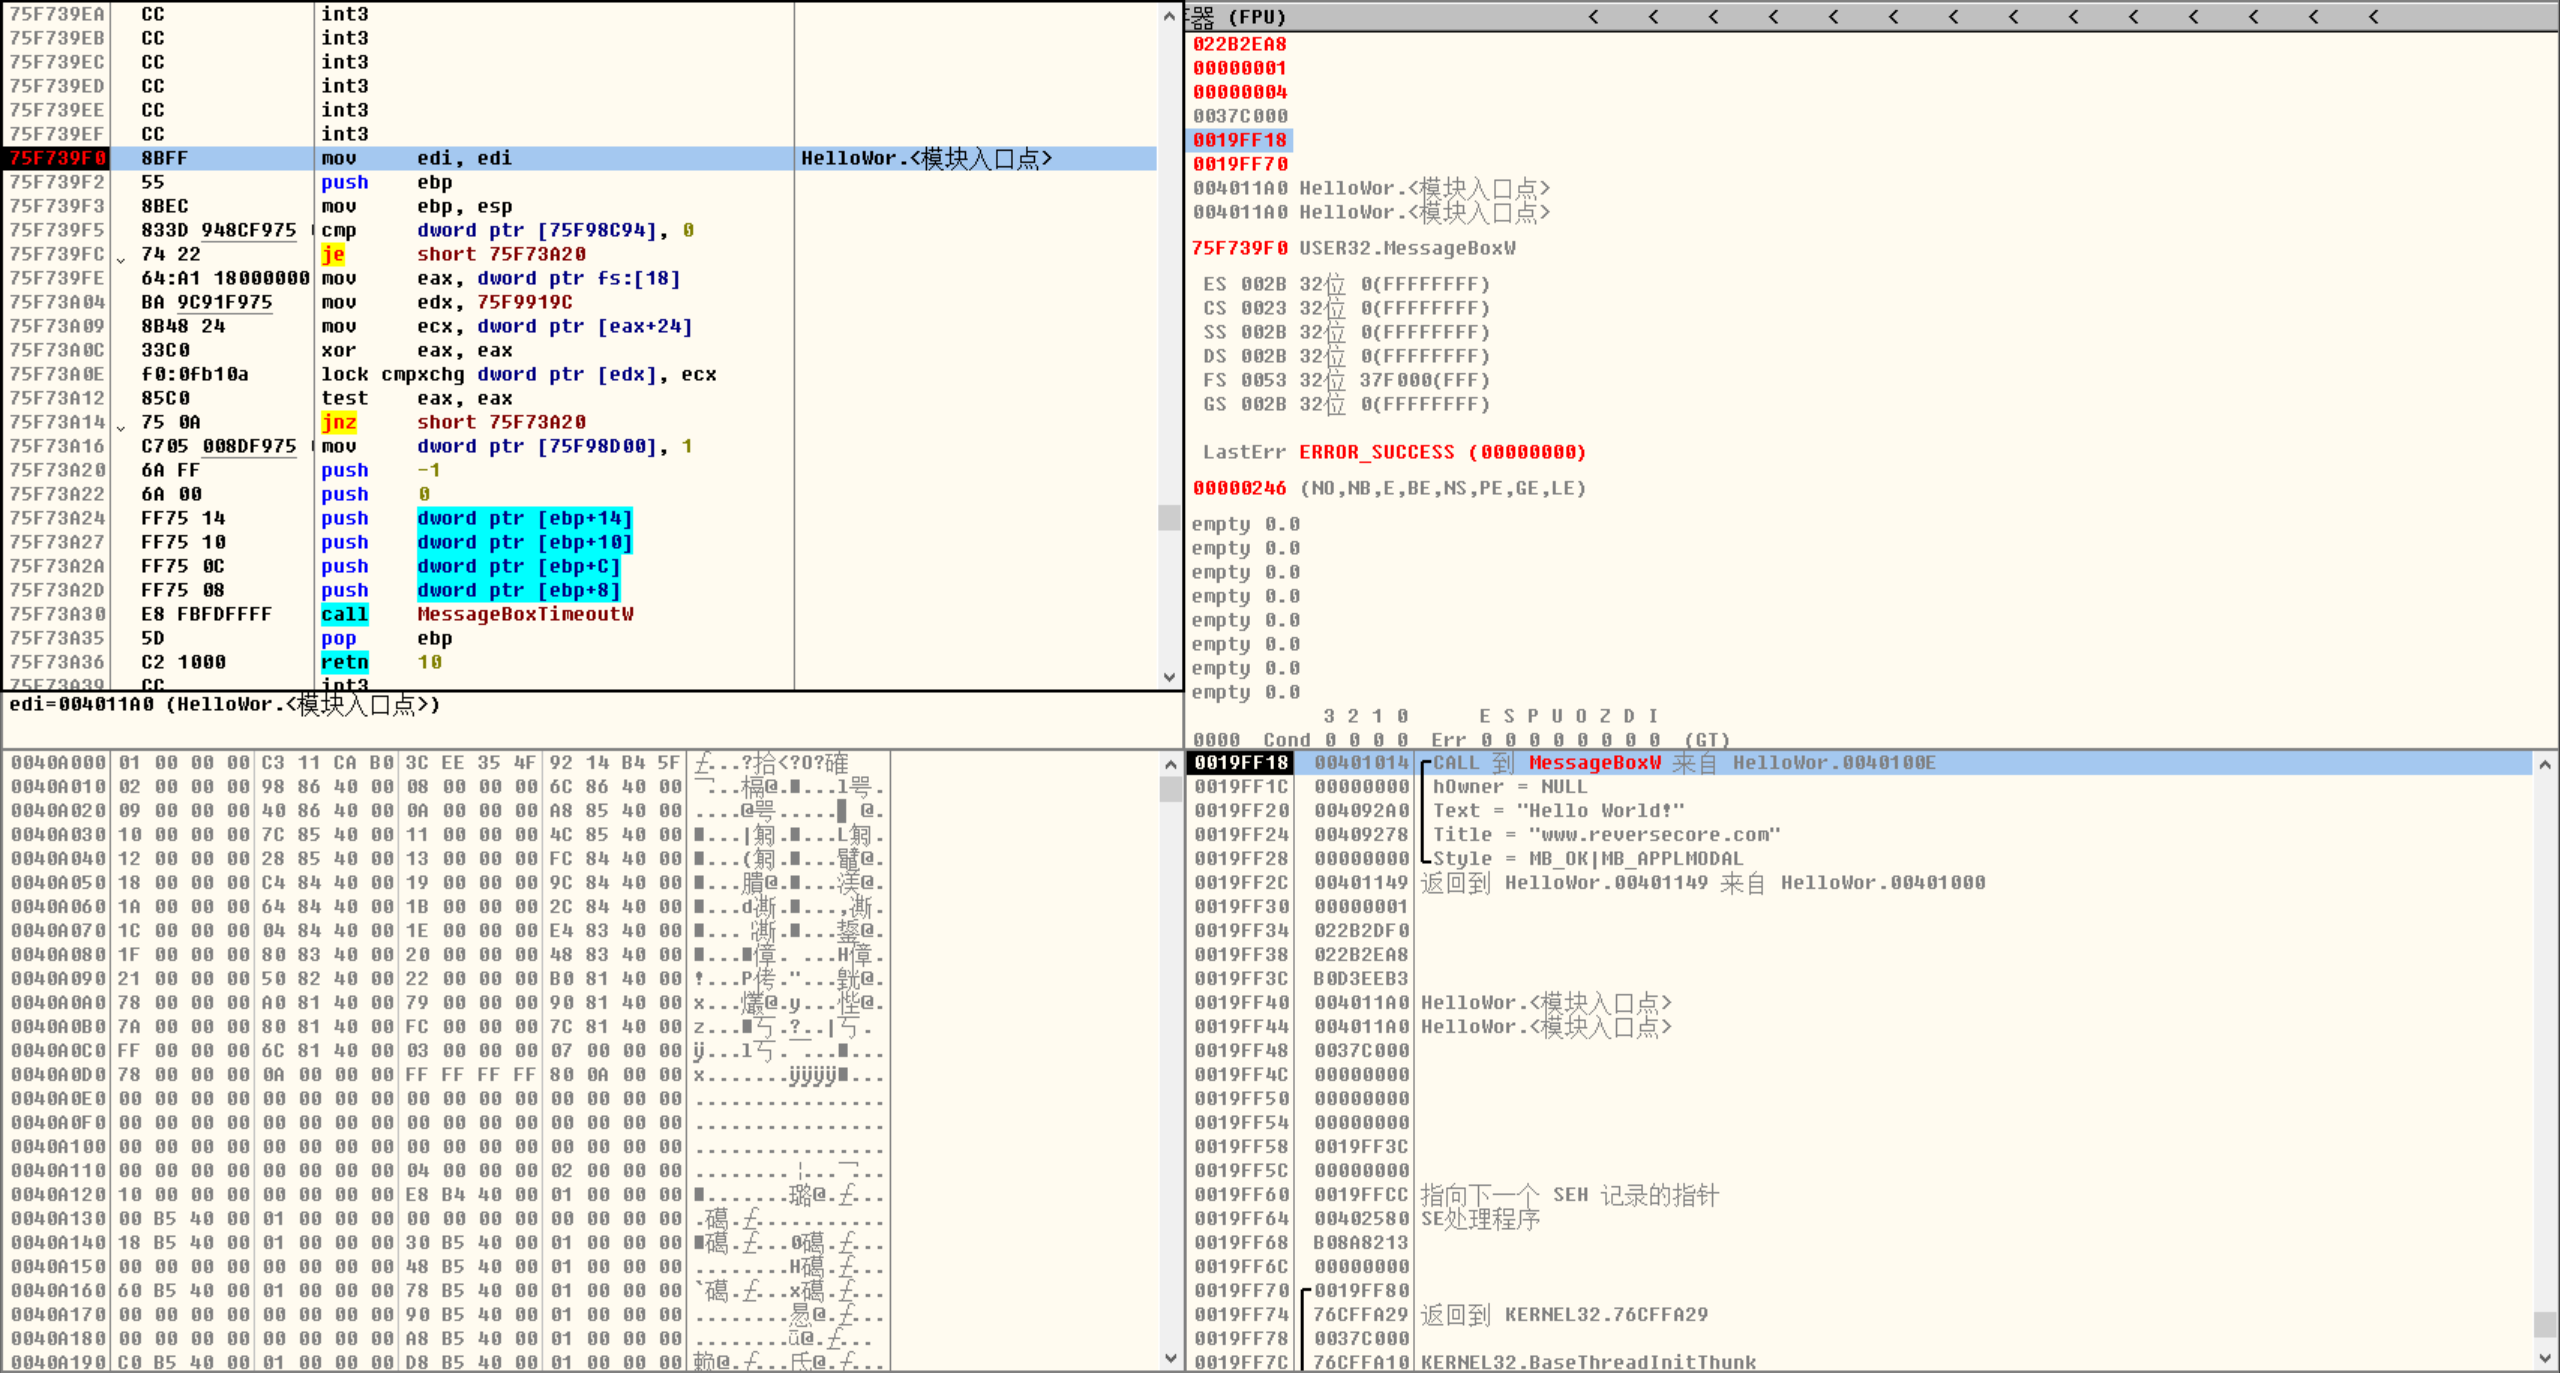 75F739EA CC int3
75F739EB CC int3
75F739EC CC int3
75F739ED CC int3
75F739EE CC int3
75F739EF CC int3
75F739F0 8BFF mov edi, edi HelloWor.<模块入口点>
75F739F2 55 push ebp
75F739F3 8BEC mov ebp, esp
75F739F5 833D 948CF975 cmp dword ptr [75F98C94], 0
75F739FC 74 22 je short 75F73A20
75F739FE 64:A1 18000000 mov eax, dword ptr fs:[18]
75F73A04 BA 9C91F975 mov edx, 75F9919C
75F73A09 8B48 24 mov ecx, dword ptr [eax+24]
75F73A0C 33C0 xor eax, eax
75F73A0E f0:0fb10a lock cmpxchg dword ptr [edx], ecx
75F73A12 85C0 test eax, eax
75F73A14 75 0A jnz short 75F73A20
75F73A16 C705 008DF975 mov dword ptr [75F98D00], 1
75F73A20 6A FF push -1
75F73A22 6A 00 push 0
75F73A24 FF75 14 push dword ptr [ebp+14]
75F73A27 FF75 10 push dword ptr [ebp+10]
75F73A2A FF75 0C push dword ptr [ebp+C]
75F73A2D FF75 08 push dword ptr [ebp+8]
75F73A30 E8 FBFDFFFF call MessageBoxTimeoutW
75F73A35 5D pop ebp
75F73A36 C2 1000 retn 10
75F73A39 CC int3
edi=004011A0 (HelloWor.<模块入口点>)
器 (FPU) < < < < < < < < < < < < < <
022B2EA8
00000001
00000004
0037C000
0019FF18
0019FF70
004011A0 HelloWor.<模块入口点>
004011A0 HelloWor.<模块入口点>
75F739F0 USER32.MessageBoxW
ES 002B 32位 0(FFFFFFFF)
CS 0023 32位 0(FFFFFFFF)
SS 002B 32位 0(FFFFFFFF)
DS 002B 32位 0(FFFFFFFF)
FS 0053 32位 37F000(FFF)
GS 002B 32位 0(FFFFFFFF)
LastErr ERROR_SUCCESS (00000000)
00000246 (NO,NB,E,BE,NS,PE,GE,LE)
empty 0.0
empty 0.0
empty 0.0
empty 0.0
empty 0.0
empty 0.0
empty 0.0
empty 0.0
3 2 1 0 E S P U O Z D I
0000 Cond 0 0 0 0 Err 0 0 0 0 0 0 0 0 (GT)
0040A000 01 00 00 00 C3 11 CA B0 3C EE 35 4F 92 14 B4 5F
0040A010 02 00 00 00 98 86 40 00 08 00 00 00 6C 86 40 00
0040A020 09 00 00 00 40 86 40 00 0A 00 00 00 A8 85 40 00
0040A030 10 00 00 00 7C 85 40 00 11 00 00 00 4C 85 40 00
0040A040 12 00 00 00 28 85 40 00 13 00 00 00 FC 84 40 00
0040A050 18 00 00 00 C4 84 40 00 19 00 00 00 9C 84 40 00
0040A060 1A 00 00 00 64 84 40 00 1B 00 00 00 2C 84 40 00
0040A070 1C 00 00 00 04 84 40 00 1E 00 00 00 E4 83 40 00
0040A080 1F 00 00 00 80 83 40 00 20 00 00 00 48 83 40 00
0040A090 21 00 00 00 50 82 40 00 22 00 00 00 B0 81 40 00
0040A0A0 78 00 00 00 A0 81 40 00 79 00 00 00 90 81 40 00
0040A0B0 7A 00 00 00 80 81 40 00 FC 00 00 00 7C 81 40 00
0040A0C0 FF 00 00 00 6C 81 40 00 03 00 00 00 07 00 00 00
0040A0D0 78 00 00 00 0A 00 00 00 FF FF FF FF 80 0A 00 00 x.......ÿÿÿÿ■...
0040A0E0 00 00 00 00 00 00 00 00 00 00 00 00 00 00 00 00 ................
0040A0F0 00 00 00 00 00 00 00 00 00 00 00 00 00 00 00 00 ................
0040A100 00 00 00 00 00 00 00 00 00 00 00 00 00 00 00 00 ................
0040A110 00 00 00 00 00 00 00 00 04 00 00 00 02 00 00 00
0040A120 10 00 00 00 00 00 00 00 E8 B4 40 00 01 00 00 00
0040A130 00 B5 40 00 01 00 00 00 00 00 00 00 00 00 00 00
0040A140 18 B5 40 00 01 00 00 00 30 B5 40 00 01 00 00 00
0040A150 00 00 00 00 00 00 00 00 48 B5 40 00 01 00 00 00
0040A160 60 B5 40 00 01 00 00 00 78 B5 40 00 01 00 00 00
0040A170 00 00 00 00 00 00 00 00 90 B5 40 00 01 00 00 00
0040A180 00 00 00 00 00 00 00 00 A8 B5 40 00 01 00 00 00
0040A190 C0 B5 40 00 01 00 00 00 D8 B5 40 00 01 00 00 00
0019FF18 00401014 CALL 到 MessageBoxW 来自 HelloWor.0040100E
0019FF1C 00000000 hOwner = NULL
0019FF20 004092A0 Text = "Hello World!"
0019FF24 00409278 Title = "www.reversecore.com"
0019FF28 00000000 Style = MB_OK|MB_APPLMODAL
0019FF2C 00401149 返回到 HelloWor.00401149 来自 HelloWor.00401000
0019FF30 00000001
0019FF34 022B2DF0
0019FF38 022B2EA8
0019FF3C B0D3EEB3
0019FF40 004011A0 HelloWor.<模块入口点>
0019FF44 004011A0 HelloWor.<模块入口点>
0019FF48 0037C000
0019FF4C 00000000
0019FF50 00000000
0019FF54 00000000
0019FF58 0019FF3C
0019FF5C 00000000
0019FF60 0019FFCC 指向下一个 SEH 记录的指针
0019FF64 00402580 SE处理程序
0019FF68 B08A8213
0019FF6C 00000000
0019FF70 0019FF80
0019FF74 76CFFA29 返回到 KERNEL32.76CFFA29
0019FF78 0037C000
0019FF7C 76CFFA10 KERNEL32.BaseThreadInitThunk